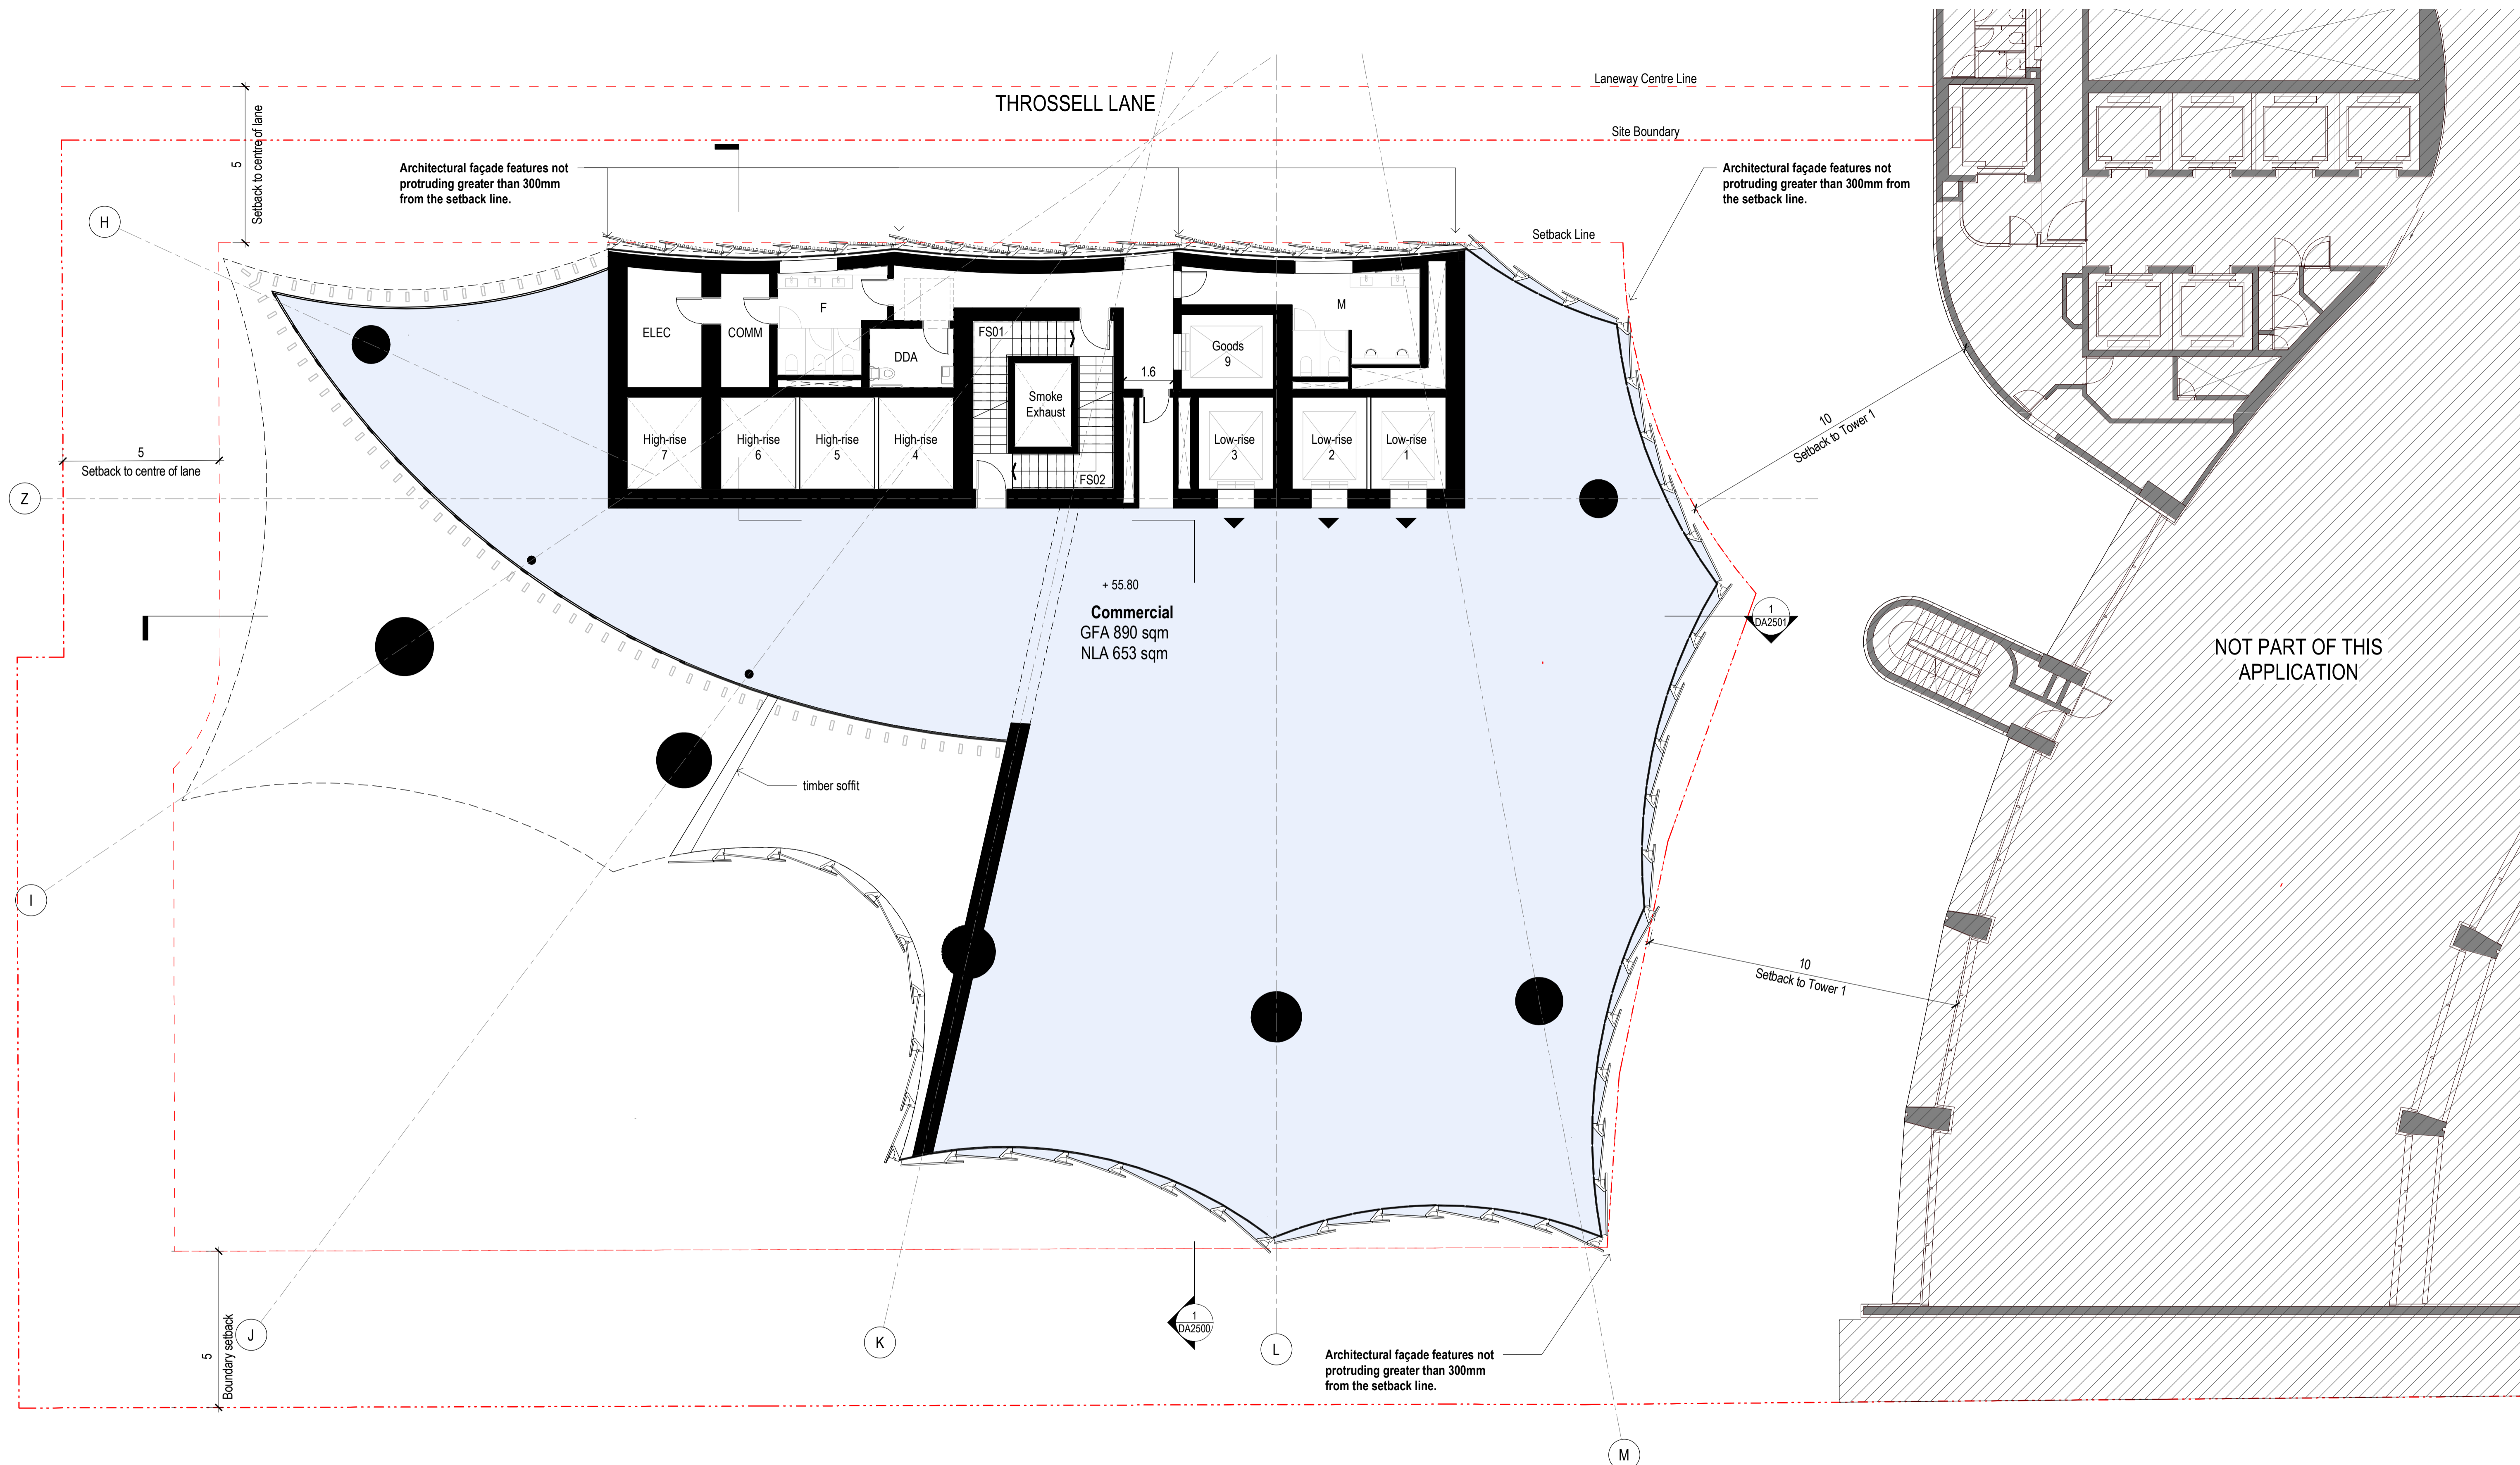 Laneway Centre Line
THROSSELL LANE
Site Boundary
5
Setback to centre of lane
Architectural façade features not
protruding greater than 300mm
from the setback line.
Architectural façade features not
protruding greater than 300mm from
the setback line.
H
Setback Line
ELEC
COMM
F
DDA
FS01
Smoke
Exhaust
FS02
1.6
Goods
9
M
High-rise
7
High-rise
6
High-rise
5
High-rise
4
Low-rise
3
Low-rise
2
Low-rise
1
10
Setback to Tower 1
5
Setback to centre of lane
Z
+ 55.80
Commercial
GFA 890 sqm
NLA 653 sqm
1
DA2501
NOT PART OF THIS
APPLICATION
timber soffit
I
10
Setback to Tower 1
5
Boundary setback
J
K
1
DA2500
L
Architectural façade features not
protruding greater than 300mm
from the setback line.
M